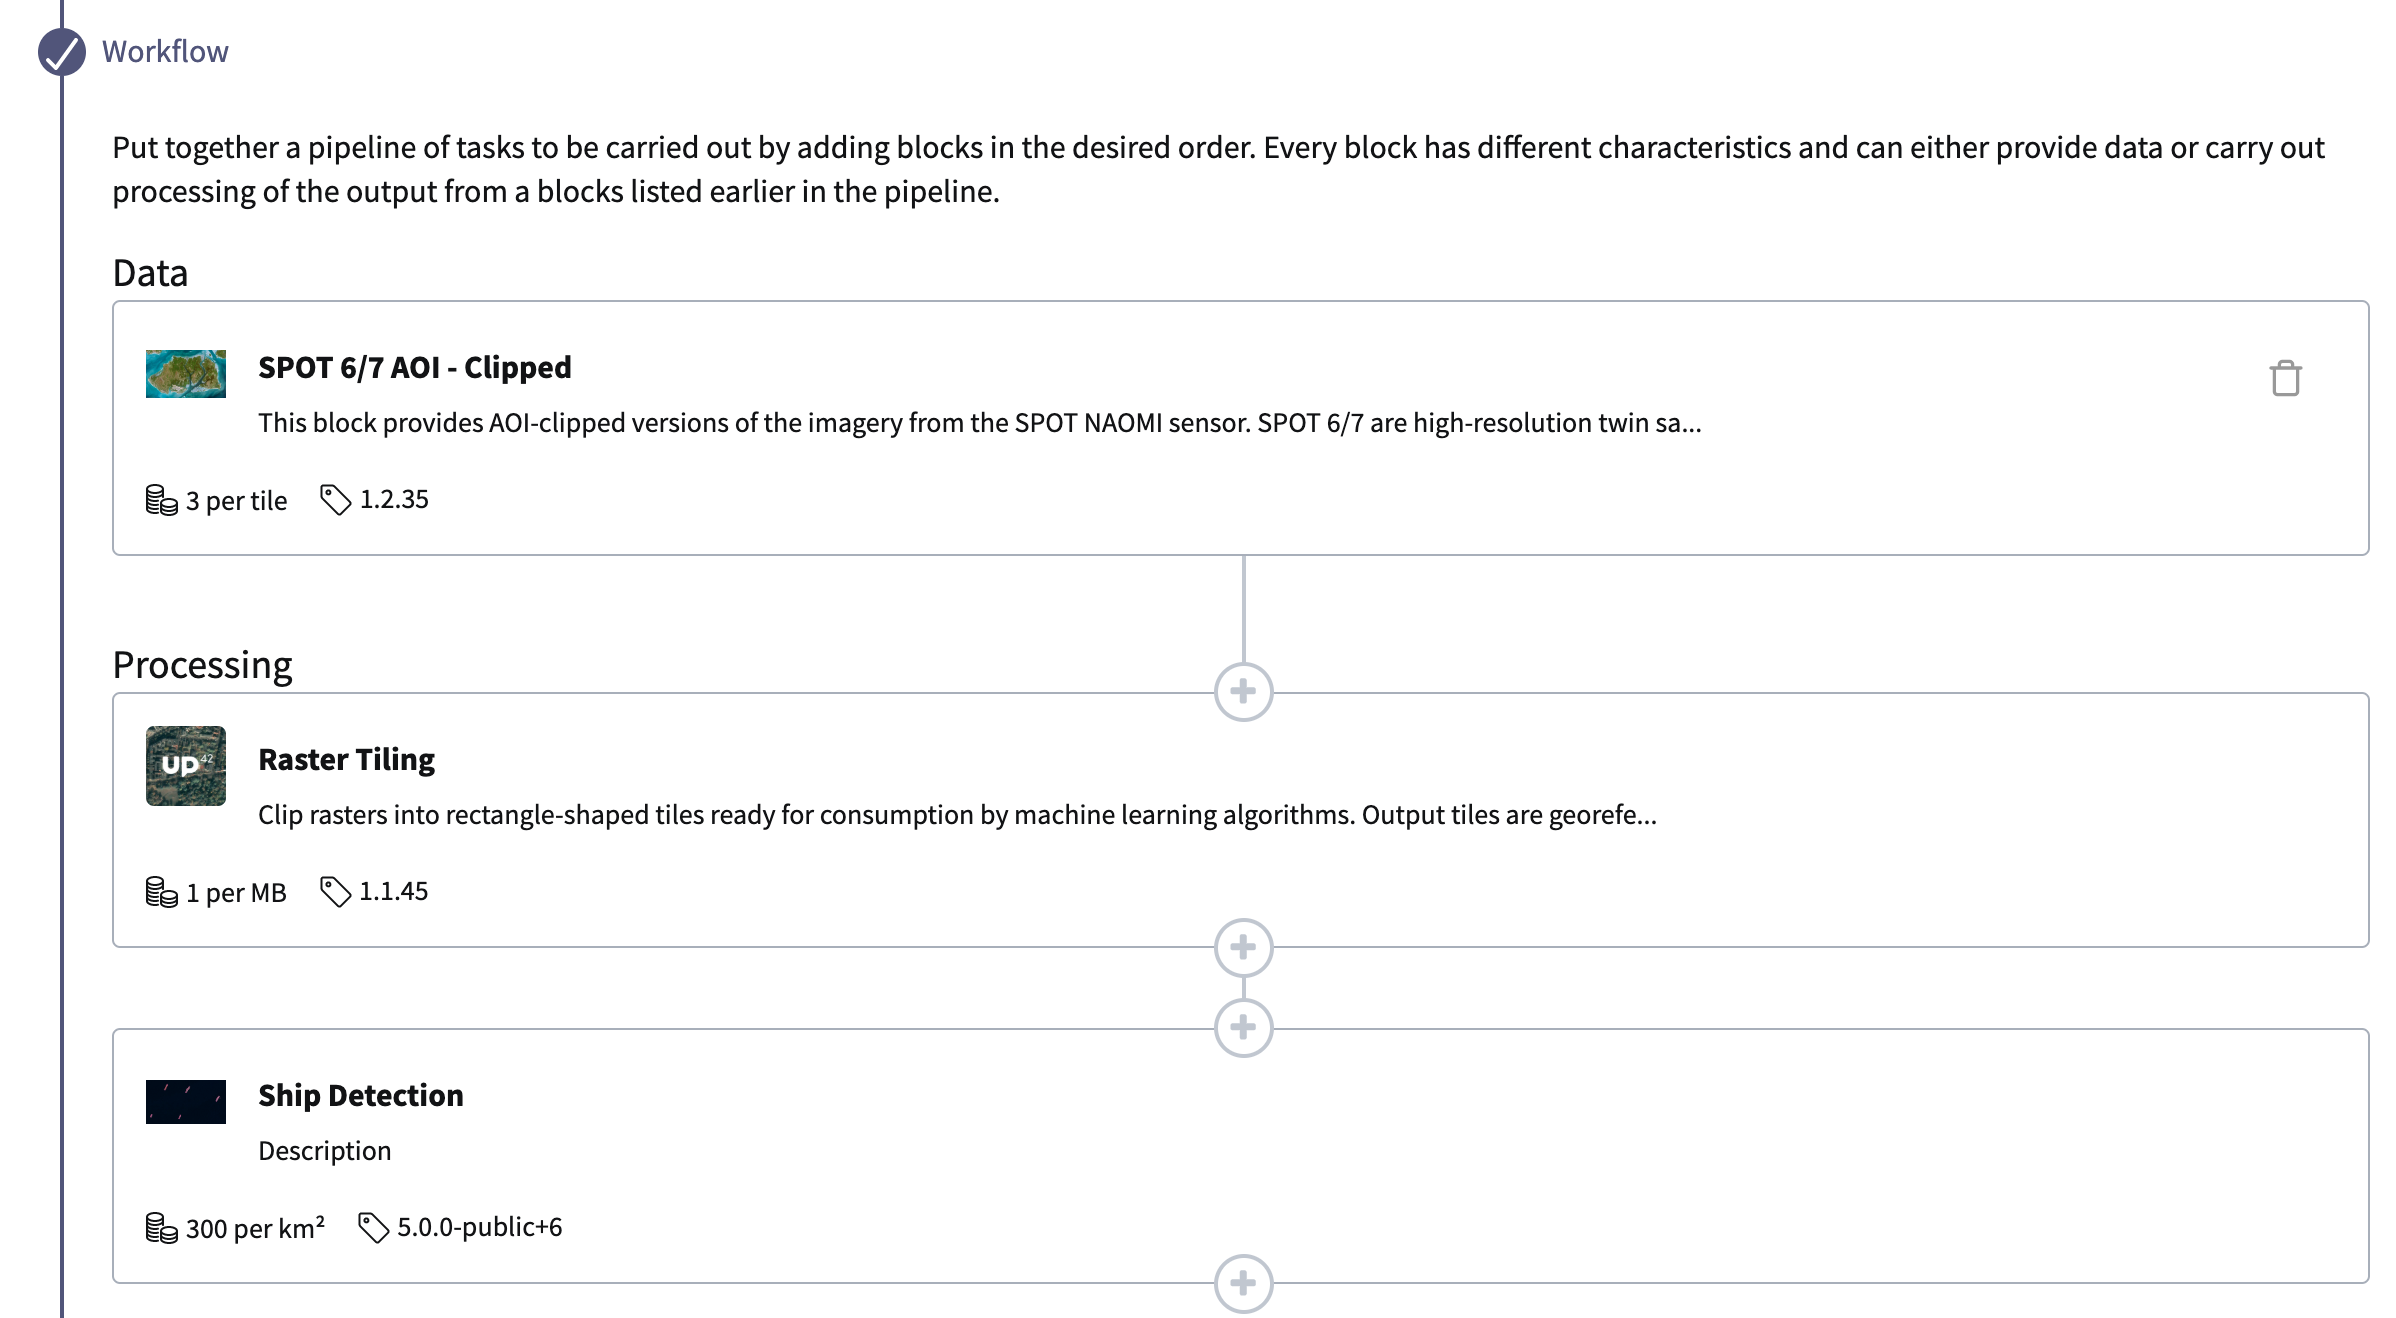 Workflow
Put together a pipeline of tasks to be carried out by adding blocks in the desired order. Every block has different characteristics and can either provide data or carry out
processing of the output from a blocks listed earlier in the pipeline.
Data
SPOT 6/7 AOI - Clipped
This block provides AOI-clipped versions of the imagery from the SPOT NAOMI sensor. SPOT 6/7 are high-resolution twin sa...
3 per tile 1.2.35
Processing
UP42
Raster Tiling
Clip rasters into rectangle-shaped tiles ready for consumption by machine learning algorithms. Output tiles are georefe...
1 per MB 1.1.45
Ship Detection
Description
300 per km² 5.0.0-public+6